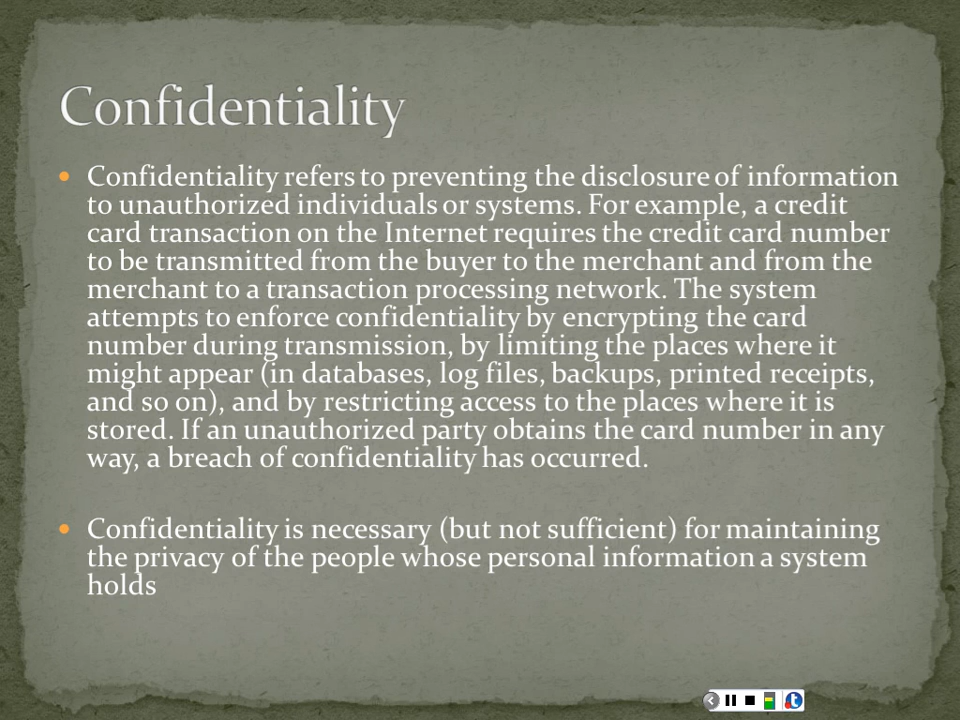 Confidentiality
Confidentiality refers to preventing the disclosure of information
to unauthorized individuals or systems. For example, a credit
card transaction on the Internet requires the credit card number
to be transmitted from the buyer to the merchant and from the
merchant to a transaction processing network. The system
attempts to enforce confidentiality by encrypting the card
number during transmission, by limiting the places where it
might appear (in databases, log files, backups, printed receipts,
and so on), and by restricting access to the places where it is
stored. If an unauthorized party obtains the card number in any
way, a breach of confidentiality has occurred.
Confidentiality is necessary (but not sufficient) for maintaining
the privacy of the people whose personal information a system
holds
t